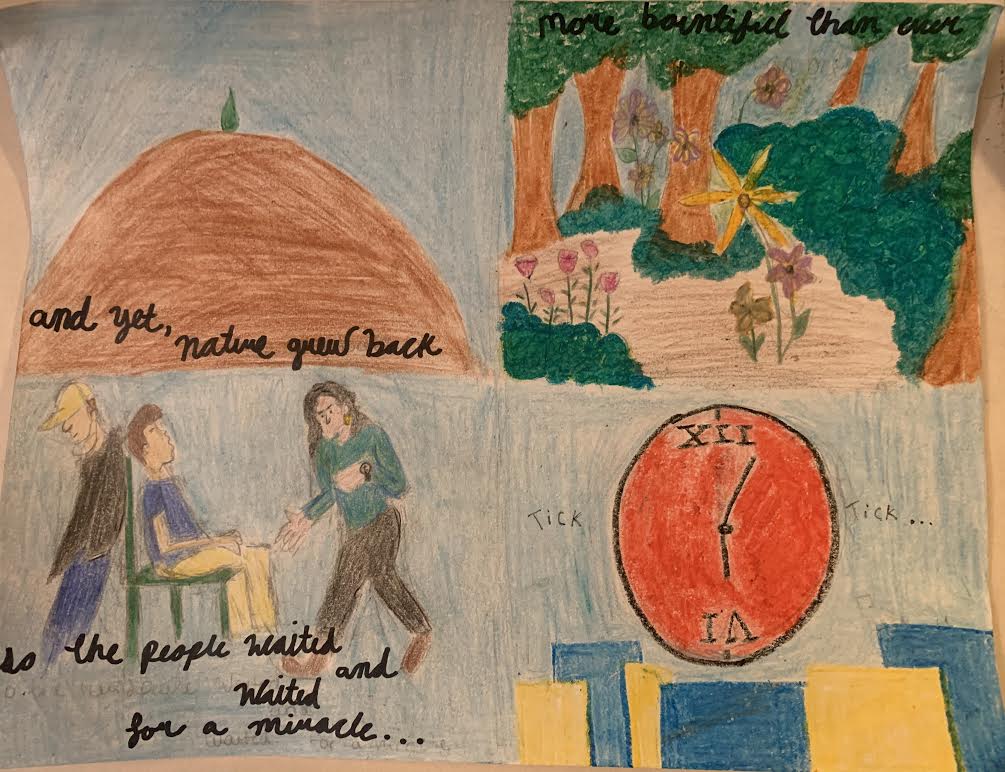 and yet,
nature grew back
more bountiful than ever
so the people waited
and
waited
for a miracle...
XII
Tick
Tick...
VI